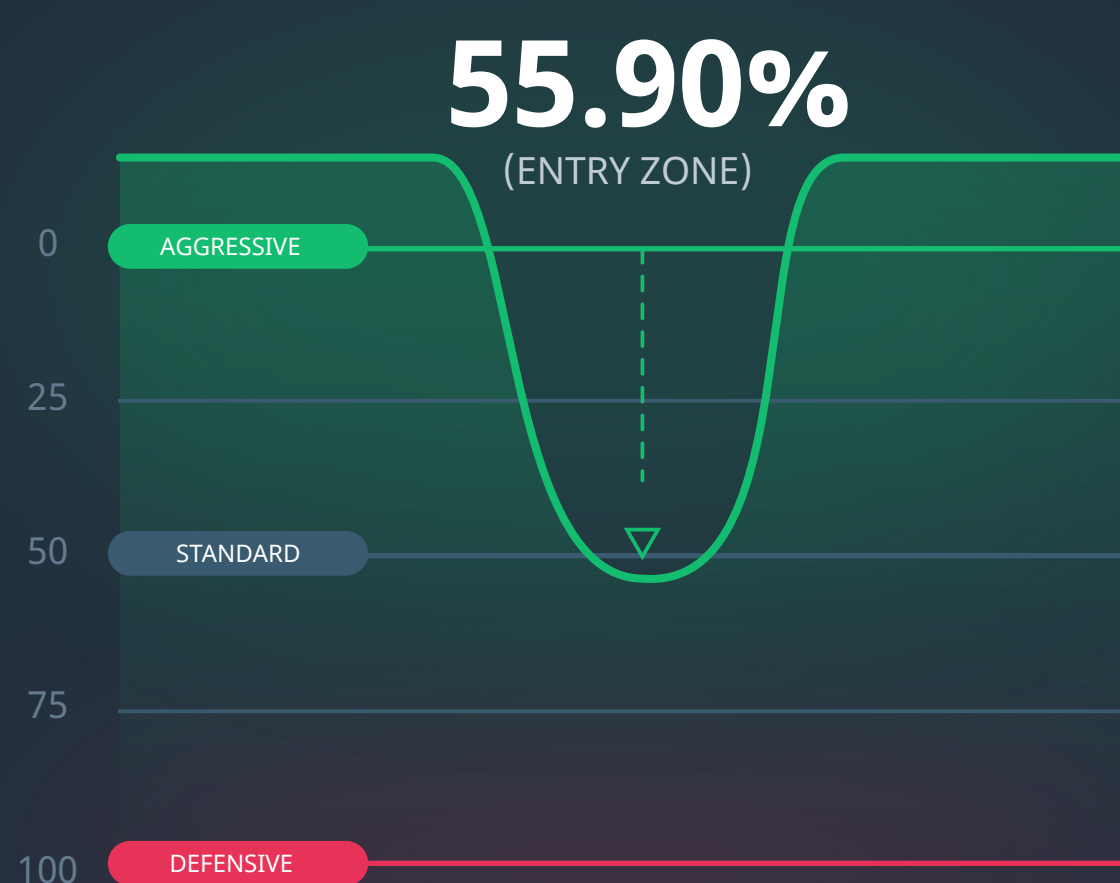 55.90%
(ENTRY ZONE)
0 AGGRESSIVE
25
50 STANDARD
75
100 DEFENSIVE